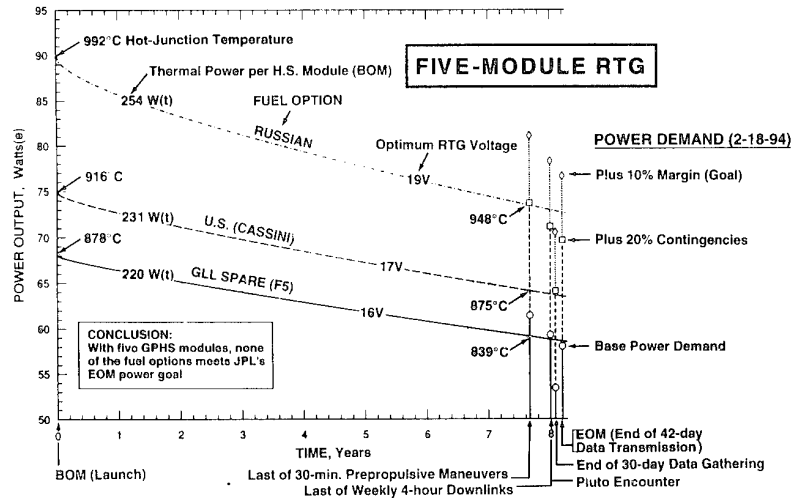 FIVE-MODULE RTG
992°C Hot-Junction Temperature
Thermal Power per H.S. Module (BOM)
254 W(t)
FUEL OPTION
RUSSIAN
Optimum RTG Voltage
19V
POWER DEMAND (2-18-94)
Plus 10% Margin (Goal)
916° C
948°C
231 W(t)
U.S. (CASSINI)
17V
Plus 20% Contingencies
878°C
220 W(t)
GLL SPARE (F5)
16V
875°C
839°C
Base Power Demand
CONCLUSION:
With five GPHS modules, none
of the fuel options meets JPL's
EOM power goal
POWER OUTPUT, Watts(e)
95
90
85
80
75
70
65
60
55
50
0
1
2
3
4
5
6
7
8
TIME, Years
BOM (Launch)
EOM (End of 42-day
Data Transmission)
End of 30-day Data Gathering
Pluto Encounter
Last of 30-min. Prepropulsive Maneuvers
Last of Weekly 4-hour Downlinks